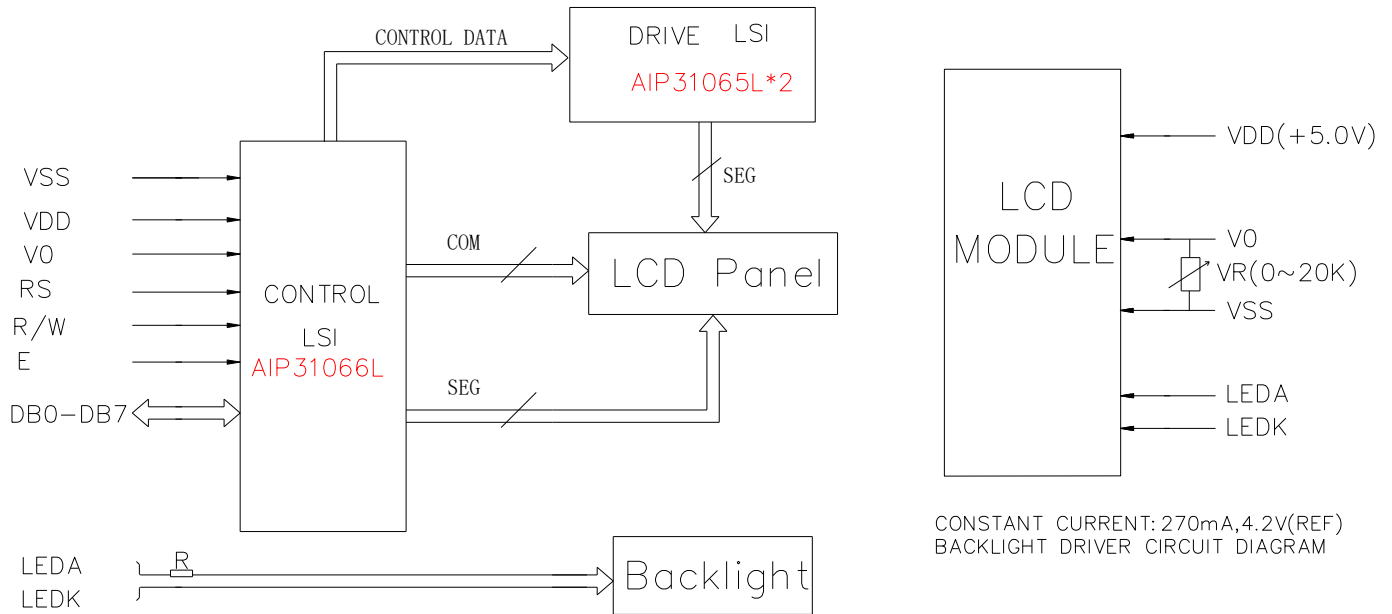 CONTROL DATA
DRIVE LSI
AIP31065L*2
SEG
VSS
VDD
VO
RS
R/W
E
DB0-DB7
CONTROL
LSI
AIP31066L
COM
LCD Panel
SEG
LEDA
R
LEDK
Backlight
LCD
MODULE
VDD(+5.0V)
VO
VR(0~20K)
VSS
LEDA
LEDK
CONSTANT CURRENT: 270mA,4.2V(REF)
BACKLIGHT DRIVER CIRCUIT DIAGRAM